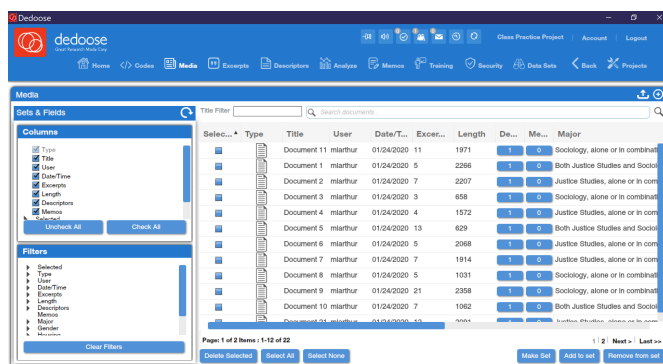 Dedoose
dedoose
Great Research Made Easy
Class Practice Project | Account | Logout
Home Codes Media Excerpts Descriptors Analyze Memos Training Security Data Sets Back Projects
Media
Sets & Fields
Title Filter Search documents...
Columns
Type
Title
User
Date/Time
Excerpts
Length
Descriptors
Memos
Selected
Uncheck All Check All
Filters
Selected
Type
User
Date/Time
Excerpts
Length
Descriptors
Memos
Major
Gender
Housing
Clear Filters
Selec... Type Title User Date/T... Excer... Length De... Me... Major
Document 11 mlarthur 01/24/2020 11 1971 1 0 Sociology, alone or in combinati
Document 1 mlarthur 01/24/2020 5 2266 1 0 Both Justice Studies and Sociol
Document 2 mlarthur 01/24/2020 7 2207 1 0 Justice Studies, alone or in com
Document 3 mlarthur 01/24/2020 3 658 1 0 Sociology, alone or in combinati
Document 4 mlarthur 01/24/2020 4 1572 1 0 Justice Studies, alone or in com
Document 5 mlarthur 01/24/2020 13 629 1 0 Both Justice Studies and Sociol
Document 6 mlarthur 01/24/2020 5 2068 1 0 Justice Studies, alone or in com
Document 7 mlarthur 01/24/2020 7 1914 1 0 Justice Studies, alone or in com
Document 8 mlarthur 01/24/2020 5 1031 1 0 Sociology, alone or in combinati
Document 9 mlarthur 01/24/2020 21 2358 1 0 Sociology, alone or in combinati
Document 10 mlarthur 01/24/2020 7 1062 1 0 Both Justice Studies and Sociol
Page: 1 of 2 Items : 1-12 of 22 1 | 2 | Next > | Last >>
Delete Selected Select All Select None Make Set Add to set Remove from set